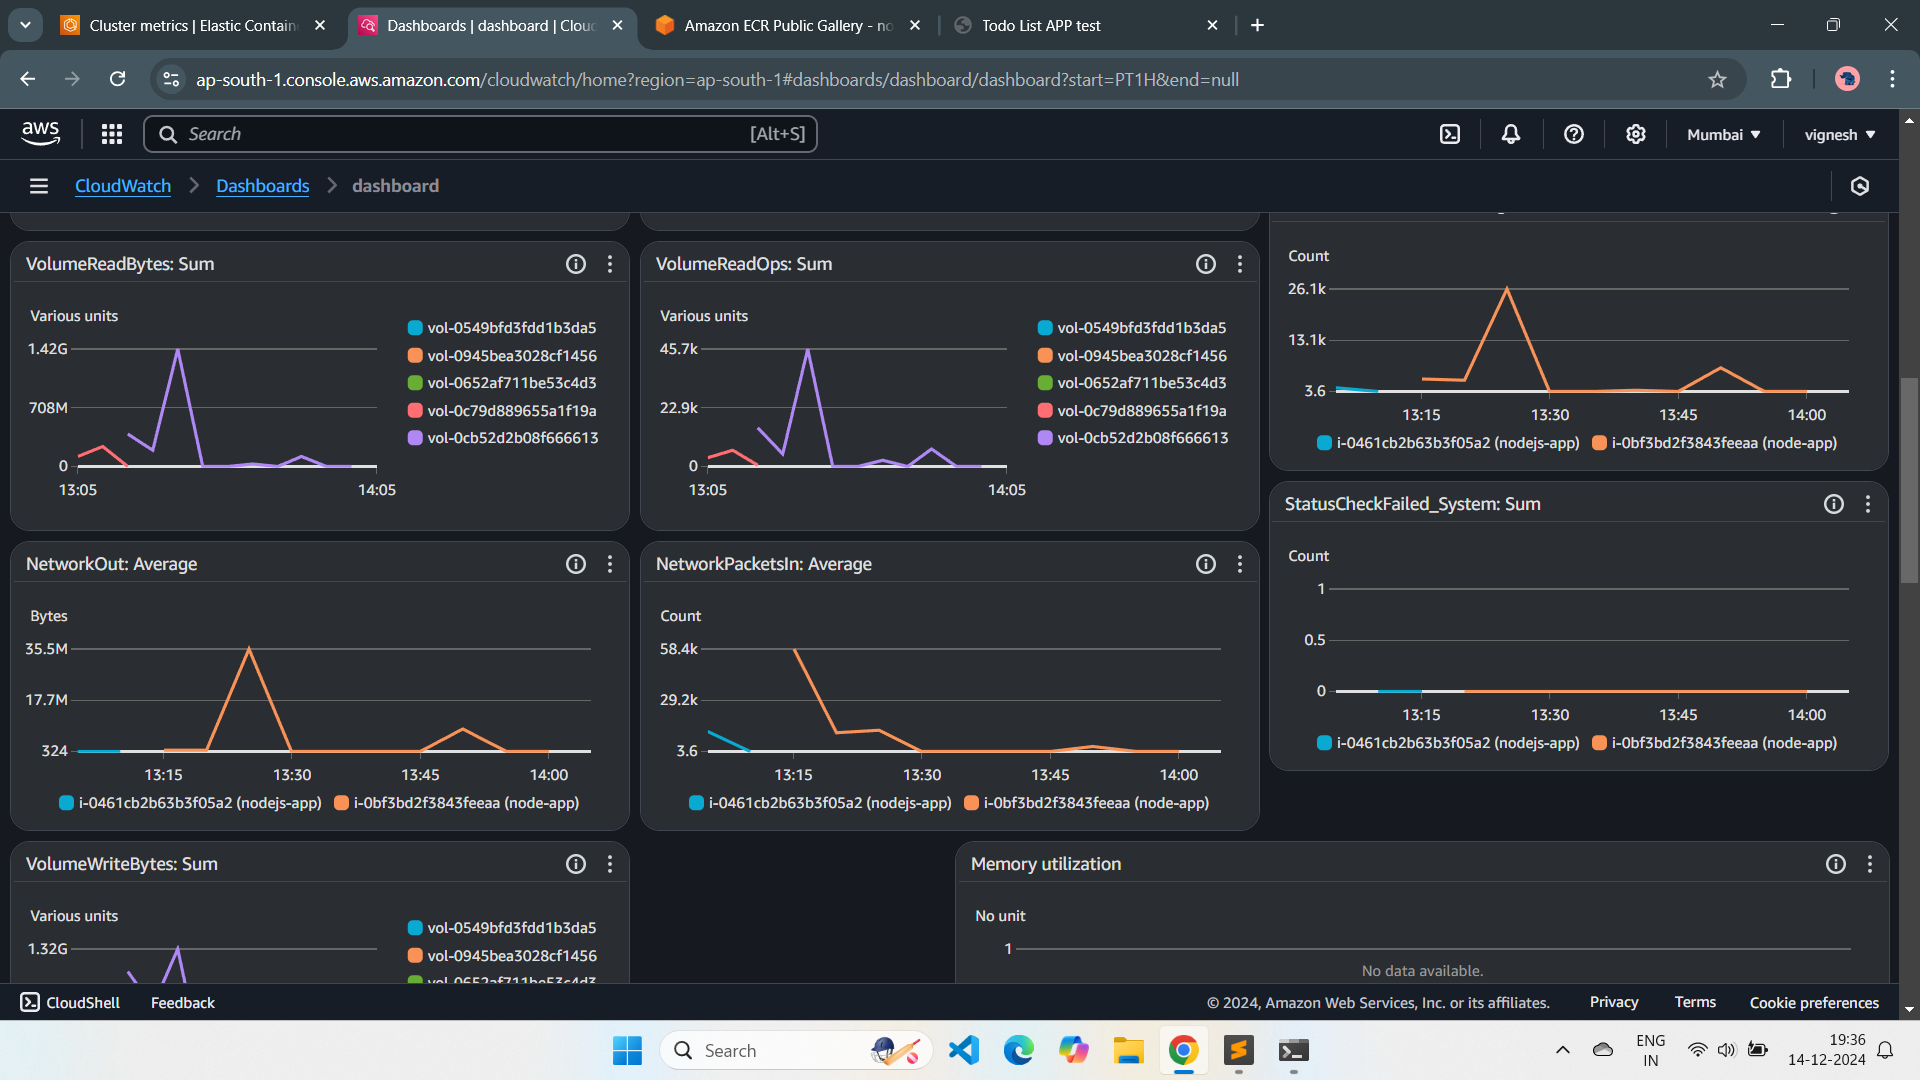 Cluster metrics | Elastic Contain
Dashboards | dashboard | Clou
Amazon ECR Public Gallery - no
Todo List APP test
ap-south-1.console.aws.amazon.com/cloudwatch/home?region=ap-south-1#dashboards/dashboard/dashboard?start=PT1H&end=null
aws
Search
[Alt+S]
Mumbai
vignesh
CloudWatch
Dashboards
dashboard
VolumeReadBytes: Sum
Various units
1.42G
708M
0
13:05
14:05
vol-0549bfd3fdd1b3da5
vol-0945bea3028cf1456
vol-0652af711be53c4d3
vol-0c79d889655a1f19a
vol-0cb52d2b08f666613
VolumeReadOps: Sum
Various units
45.7k
22.9k
0
13:05
14:05
vol-0549bfd3fdd1b3da5
vol-0945bea3028cf1456
vol-0652af711be53c4d3
vol-0c79d889655a1f19a
vol-0cb52d2b08f666613
Count
26.1k
13.1k
3.6
13:15
13:30
13:45
14:00
i-0461cb2b63b3f05a2 (nodejs-app)
i-0bf3bd2f3843feeaa (node-app)
StatusCheckFailed_System: Sum
Count
1
0.5
0
13:15
13:30
13:45
14:00
i-0461cb2b63b3f05a2 (nodejs-app)
i-0bf3bd2f3843feeaa (node-app)
NetworkOut: Average
Bytes
35.5M
17.7M
324
13:15
13:30
13:45
14:00
i-0461cb2b63b3f05a2 (nodejs-app)
i-0bf3bd2f3843feeaa (node-app)
NetworkPacketsIn: Average
Count
58.4k
29.2k
3.6
13:15
13:30
13:45
14:00
i-0461cb2b63b3f05a2 (nodejs-app)
i-0bf3bd2f3843feeaa (node-app)
VolumeWriteBytes: Sum
Various units
1.32G
vol-0549bfd3fdd1b3da5
vol-0945bea3028cf1456
vol-0652af711be53c4d3
Memory utilization
No unit
1
No data available.
CloudShell
Feedback
© 2024, Amazon Web Services, Inc. or its affiliates.
Privacy
Terms
Cookie preferences
Search
ENG
IN
19:36
14-12-2024